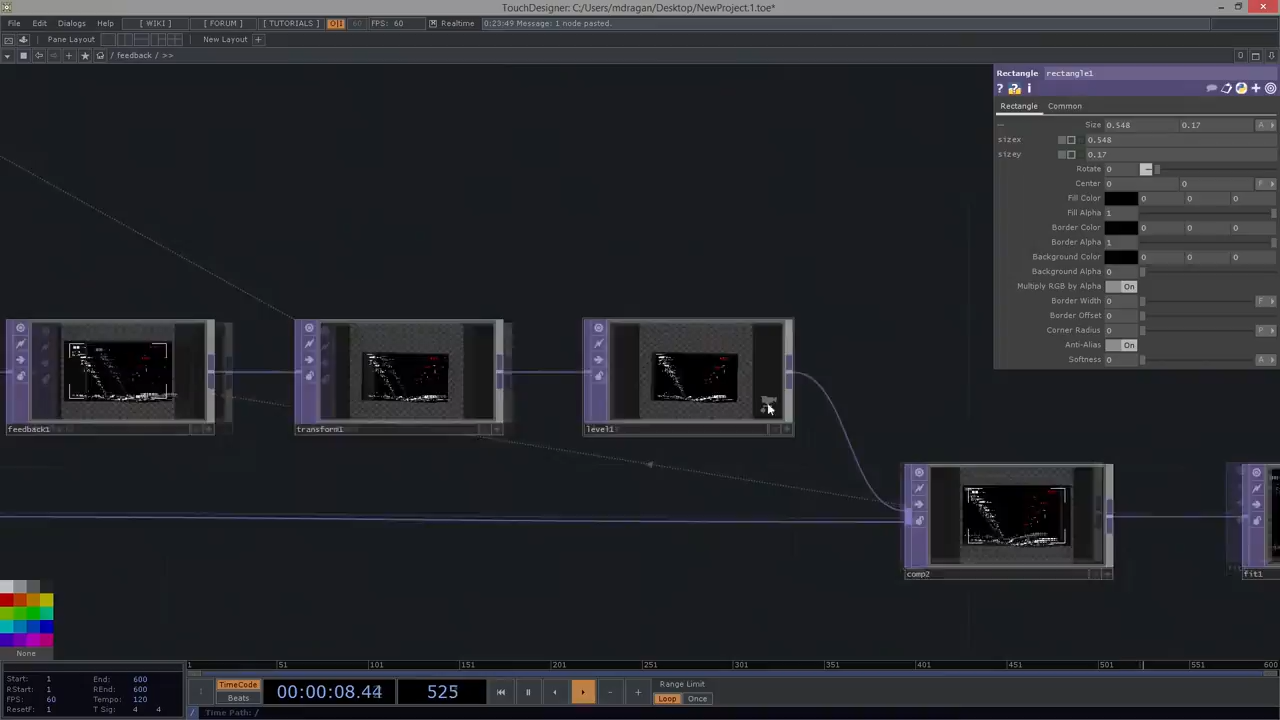 TouchDesigner: C:/Users/mdragan/Desktop/NewProject.1.toe*
File Edit Dialogs Help [ WIKI ] [ FORUM ] [ TUTORIALS ] O|I 60 FPS: 60 Realtime 0:23:49 Message: 1 node pasted.
Pane Layout New Layout +
/ feedback / >>
Rectangle rectangle1
? i
Rectangle Common
Size 0.548 0.17
sizex 0.548
sizey 0.17
Rotate 0
Center 0 0
Fill Color 0 0 0
Fill Alpha 1
Border Color 0 0 0
Border Alpha 1
Background Color 0 0 0
Background Alpha 0
Multiply RGB by Alpha On
Border Width 0
Border Offset 0
Corner Radius 0
Anti-Alias On
Softness 0
feedback1
transform1
level1
comp2
fit1
None
1 51 101 151 201 251 301 351 401 451 501 551 600
Start: 1 End: 600
RStart: 1 REnd: 600
FPS: 60 Tempo: 120
ResetF: 1 T Sig: 4 4
TimeCode
Beats
00:00:08.44
525
Range Limit
Loop Once
/ Time Path: /